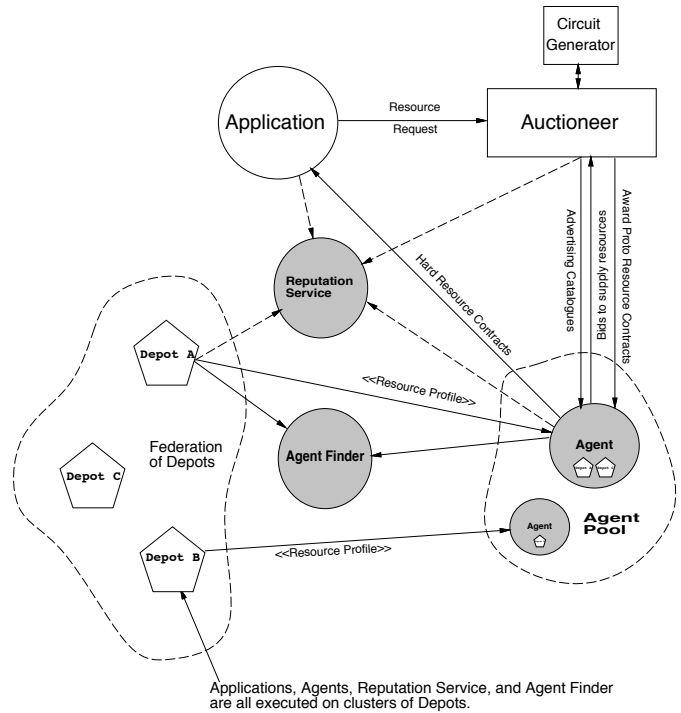 Circuit
Generator
Application
Resource
Request
Auctioneer
Advertising Catalogues
Bids to supply resources
Award Proto Resource Contracts
Reputation
Service
Hard Resource Contracts
Depot A
<<Resource Profile>>
Federation
of Depots
Agent Finder
Agent
Depot C
Agent
Agent
Pool
Depot B
<<Resource Profile>>
Applications, Agents, Reputation Service, and Agent Finder
are all executed on clusters of Depots.